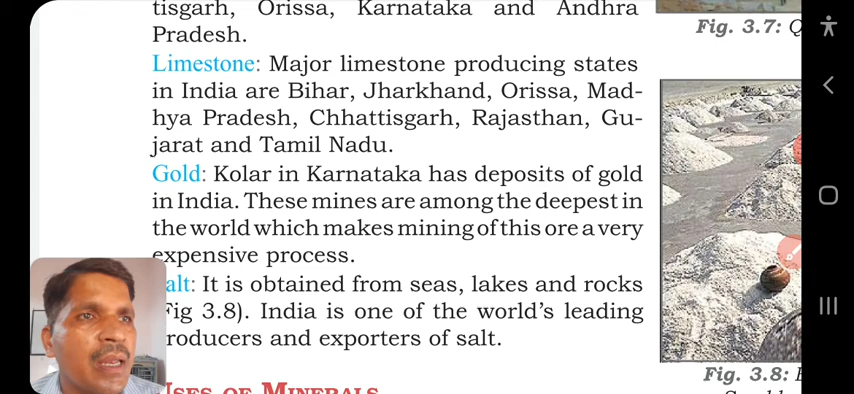 tisgarh, Orissa, Karnataka and Andhra
Pradesh.
Limestone: Major limestone producing states
in India are Bihar, Jharkhand, Orissa, Mad-
hya Pradesh, Chhattisgarh, Rajasthan, Gu-
jarat and Tamil Nadu.
Gold: Kolar in Karnataka has deposits of gold
in India. These mines are among the deepest in
the world which makes mining of this ore a very
expensive process.
alt: It is obtained from seas, lakes and rocks
Fig 3.8). India is one of the world's leading
roducers and exporters of salt.
USES OF MINERALS
Fig. 3.7: Q
Fig. 3.8: